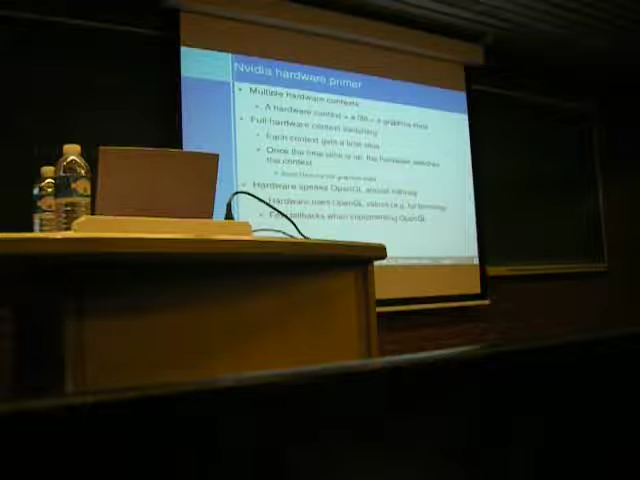 Nvidia hardware primer
Multiple hardware contexts
A hardware context = a fifo + a graphics state
Full hardware context switching
Each context gets a time slice
Once the time slice is up, the hardware switches
the context
Hardware speaks OpenGL almost natively
Hardware uses OpenGL values (e.g. for blending)
Few fallbacks when implementing OpenGL